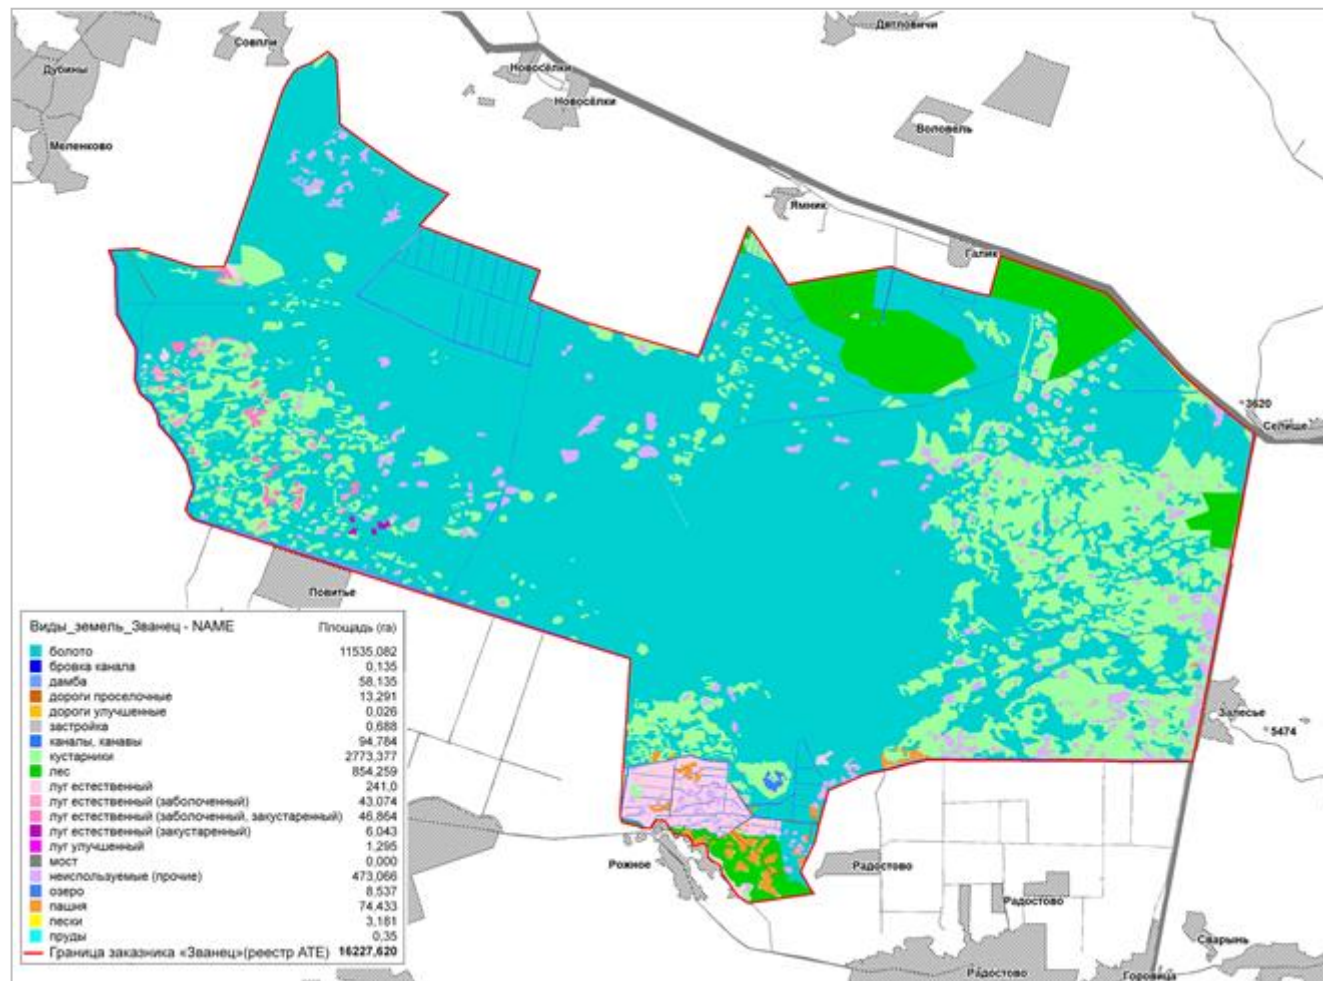 Дятловичи
Совпли
Дубины
Новосёлки
Новосёлки
Воловель
Меленково
Ямник
Галик
3620
Селище
Повитье
Виды_земель_Званец - NAME Площадь (га)
болото 11535,082
бровка канала 0,135
дамба 58,135
дороги проселочные 13,291
дороги улучшенные 0,026
застройка 0,688
каналы, канавы 94,784
кустарники 2773,377
лес 854,259
луг естественный 241,0
луг естественный (заболоченный) 43,074
луг естественный (заболоченный, закустаренный) 46,864
луг естественный (закустаренный) 6,043
луг улучшенный 1,295
мост 0,000
неиспользуемые (прочие) 473,066
озеро 8,537
пашня 74,433
пески 3,181
пруды 0,35
Граница заказника «Званец»(реестр АТЕ) 16227,620
Залесье
5474
Рожное
Радостово
Радостово
Сварынь
Радостово
Горовица